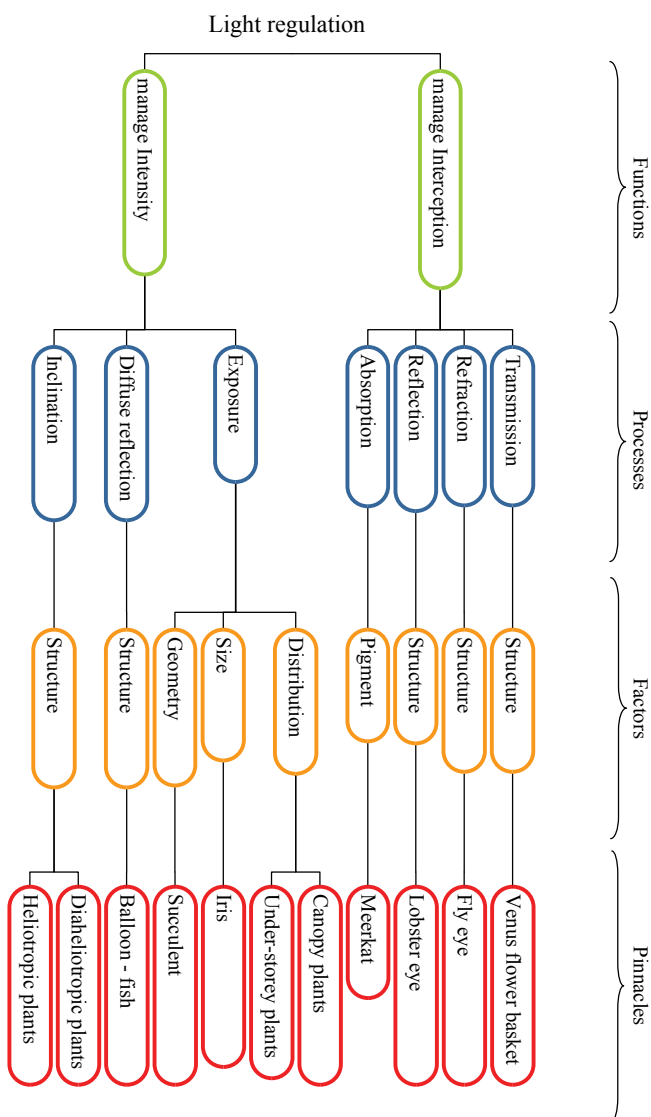 Light regulation
Functions
Processes
Factors
Pinnacles
manage Interception
manage Intensity
Transmission
Refraction
Reflection
Absorption
Exposure
Diffuse reflection
Inclination
Structure
Structure
Structure
Pigment
Distribution
Size
Geometry
Structure
Structure
Venus flower basket
Fly eye
Lobster eye
Meerkat
Canopy plants
Under-storey plants
Iris
Succulent
Balloon - fish
Diaheliotropic plants
Heliotropic plants